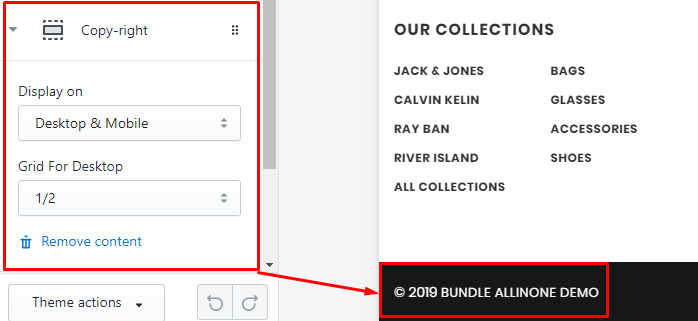 Copy-right
Display on
Desktop & Mobile
Grid For Desktop
1/2
Remove content
Theme actions
OUR COLLECTIONS
JACK & JONES
BAGS
CALVIN KELIN
GLASSES
RAY BAN
ACCESSORIES
RIVER ISLAND
SHOES
ALL COLLECTIONS
© 2019 BUNDLE ALLINONE DEMO